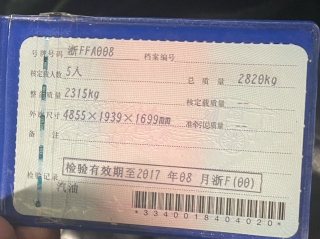 号牌号码 浙FFA008 档案编号
核定载人数 5人 总质量 2820kg
整备质量 2315kg 核定载质量 --
外廓尺寸 4855×1939×1699mm 准牵引总质量 --
备注
检验有效期至2017年08月浙F(00)
检验记录
汽油
*3340018404020*